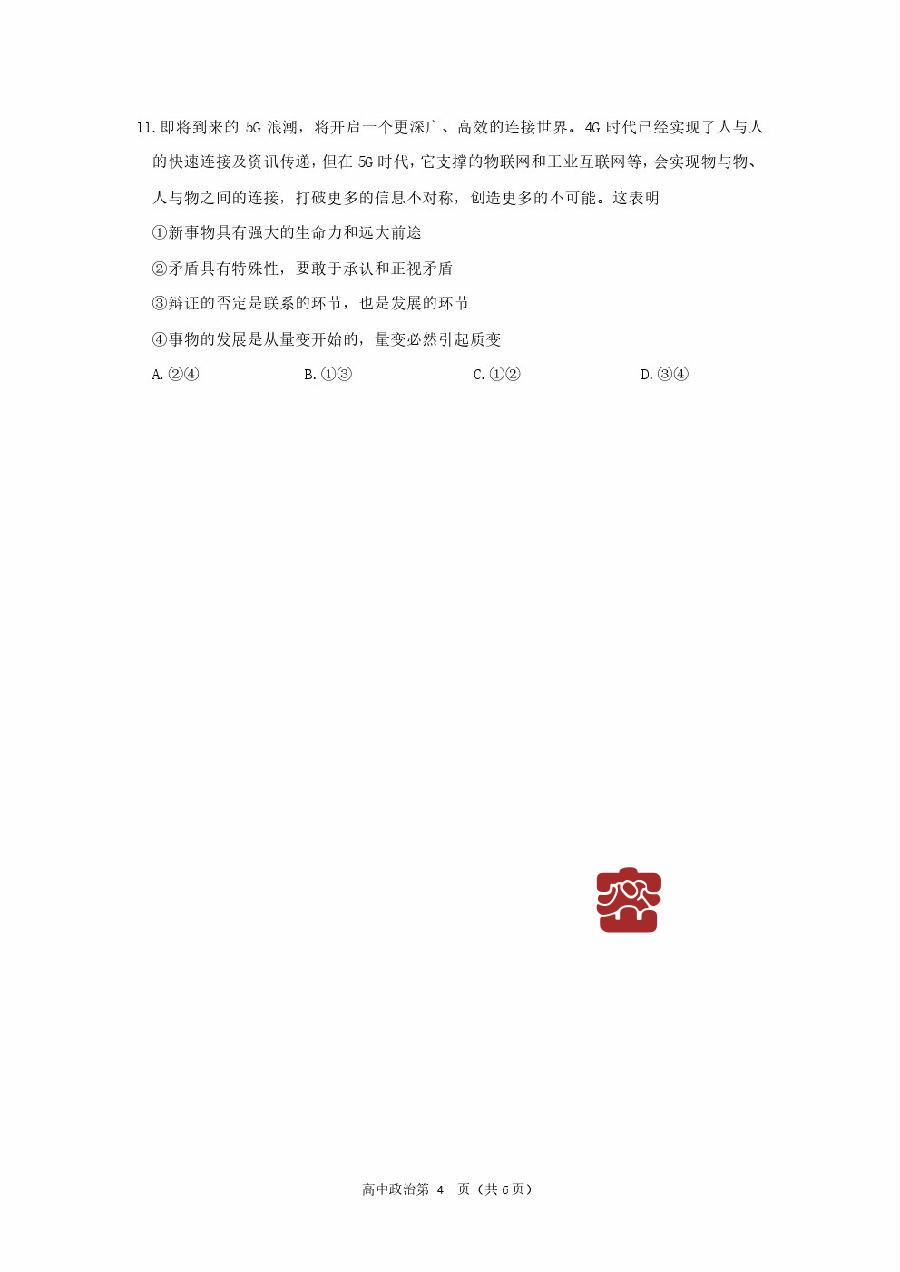 11. 即将到来的 5G 浪潮，将开启一个更深广、高效的连接世界。4G 时代已经实现了人与人
的快速连接及资讯传递，但在 5G 时代，它支撑的物联网和工业互联网等，会实现物与物、
人与物之间的连接，打破更多的信息不对称，创造更多的不可能。这表明
①新事物具有强大的生命力和远大前途
②矛盾具有特殊性，要敢于承认和正视矛盾
③辩证的否定是联系的环节，也是发展的环节
④事物的发展是从量变开始的，量变必然引起质变
A. ②④ B. ①③ C. ①② D. ③④
高中政治第 4 页（共 6 页）